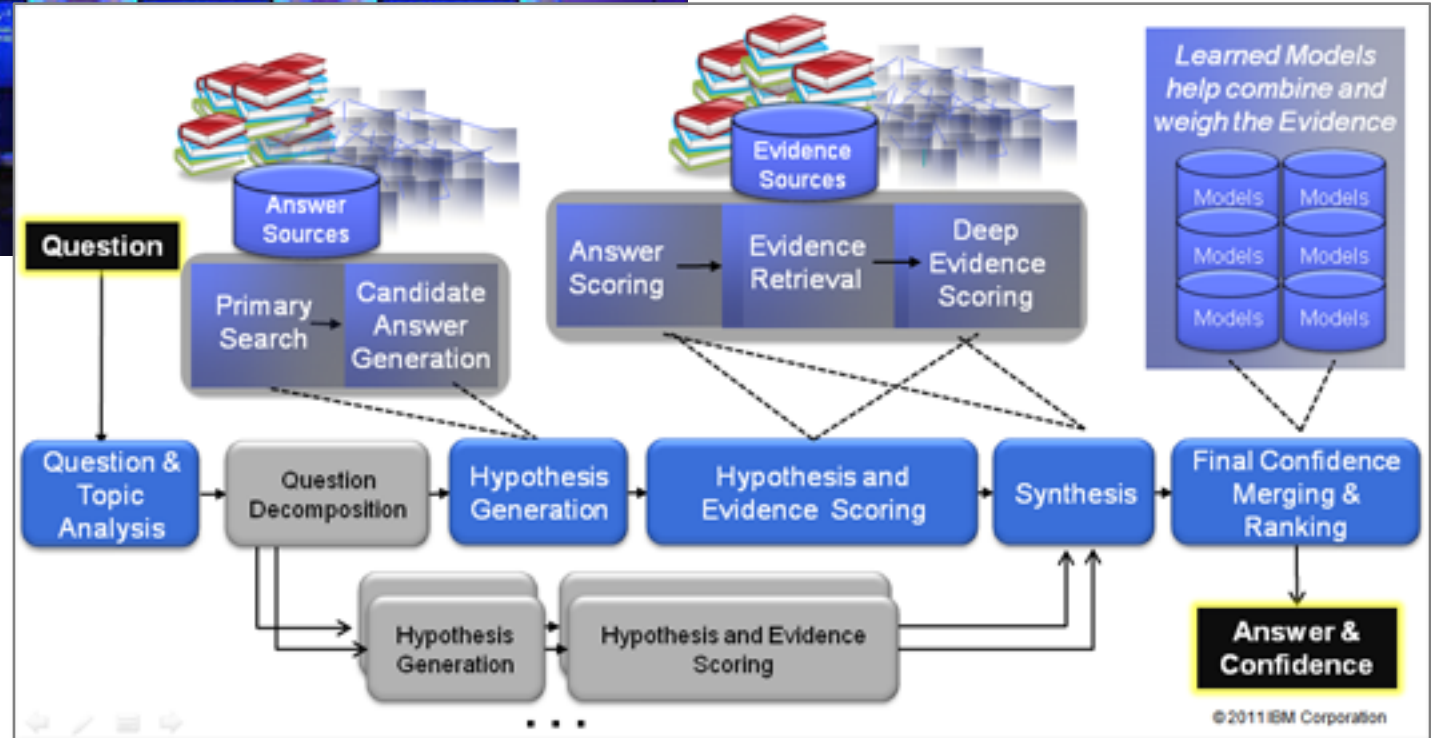 Learned Models
help combine and
weigh the Evidence
Evidence
Sources
Answer
Sources
Models
Models
Models
Models
Models
Models
Question
Primary
Search
Candidate
Answer
Generation
Answer
Scoring
Evidence
Retrieval
Deep
Evidence
Scoring
Question &
Topic
Analysis
Question
Decomposition
Hypothesis
Generation
Hypothesis and
Evidence Scoring
Synthesis
Final Confidence
Merging &
Ranking
Hypothesis
Generation
Hypothesis and Evidence
Scoring
. . .
Answer &
Confidence
© 2011 IBM Corporation